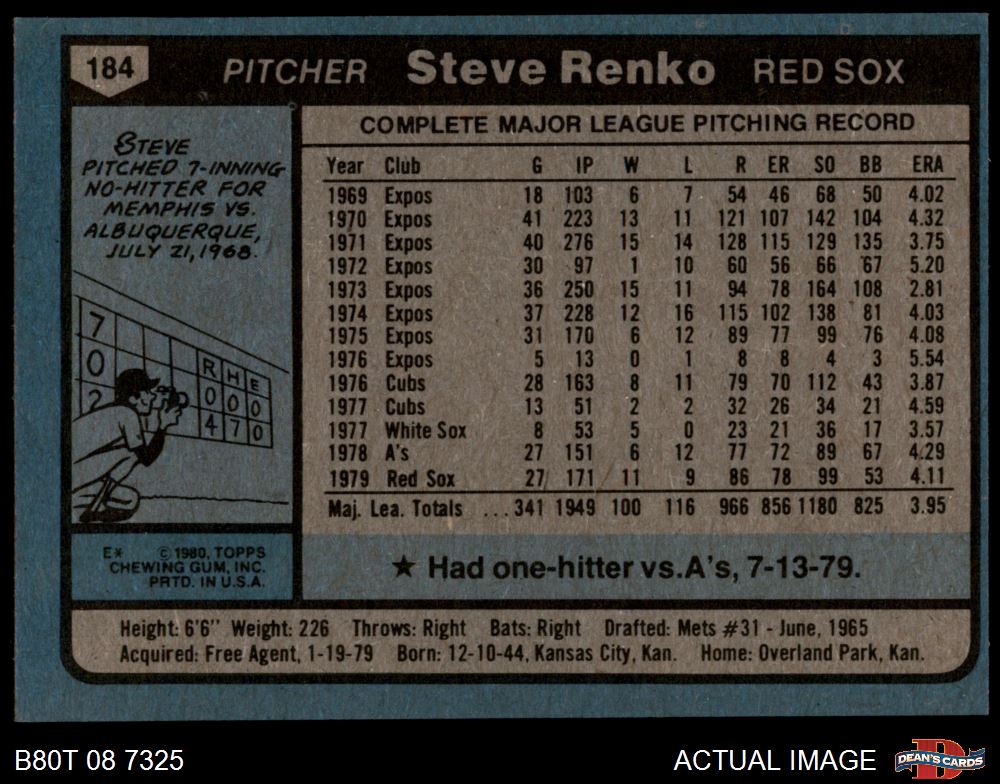 184 PITCHER Steve Renko RED SOX
STEVE
PITCHED 7-INNING
NO-HITTER FOR
MEMPHIS VS.
ALBUQUERQUE,
JULY 21, 1968.
7
0 R H E
2 0 0 0
4 7 0
COMPLETE MAJOR LEAGUE PITCHING RECORD
Year Club G IP W L R ER SO BB ERA
1969 Expos 18 103 6 7 54 46 68 50 4.02
1970 Expos 41 223 13 11 121 107 142 104 4.32
1971 Expos 40 276 15 14 128 115 129 135 3.75
1972 Expos 30 97 1 10 60 56 66 67 5.20
1973 Expos 36 250 15 11 94 78 164 108 2.81
1974 Expos 37 228 12 16 115 102 138 81 4.03
1975 Expos 31 170 6 12 89 77 99 76 4.08
1976 Expos 5 13 0 1 8 8 4 3 5.54
1976 Cubs 28 163 8 11 79 70 112 43 3.87
1977 Cubs 13 51 2 2 32 26 34 21 4.59
1977 White Sox 8 53 5 0 23 21 36 17 3.57
1978 A's 27 151 6 12 77 72 89 67 4.29
1979 Red Sox 27 171 11 9 86 78 99 53 4.11
Maj. Lea. Totals ...341 1949 100 116 966 856 1180 825 3.95
★ Had one-hitter vs.A's, 7-13-79.
E* © 1980, TOPPS
CHEWING GUM, INC.
PRTD. IN U.S.A.
Height: 6'6" Weight: 226 Throws: Right Bats: Right Drafted: Mets #31 - June, 1965
Acquired: Free Agent, 1-19-79 Born: 12-10-44, Kansas City, Kan. Home: Overland Park, Kan.
B80T 08 7325 ACTUAL IMAGE DEAN'S CARDS